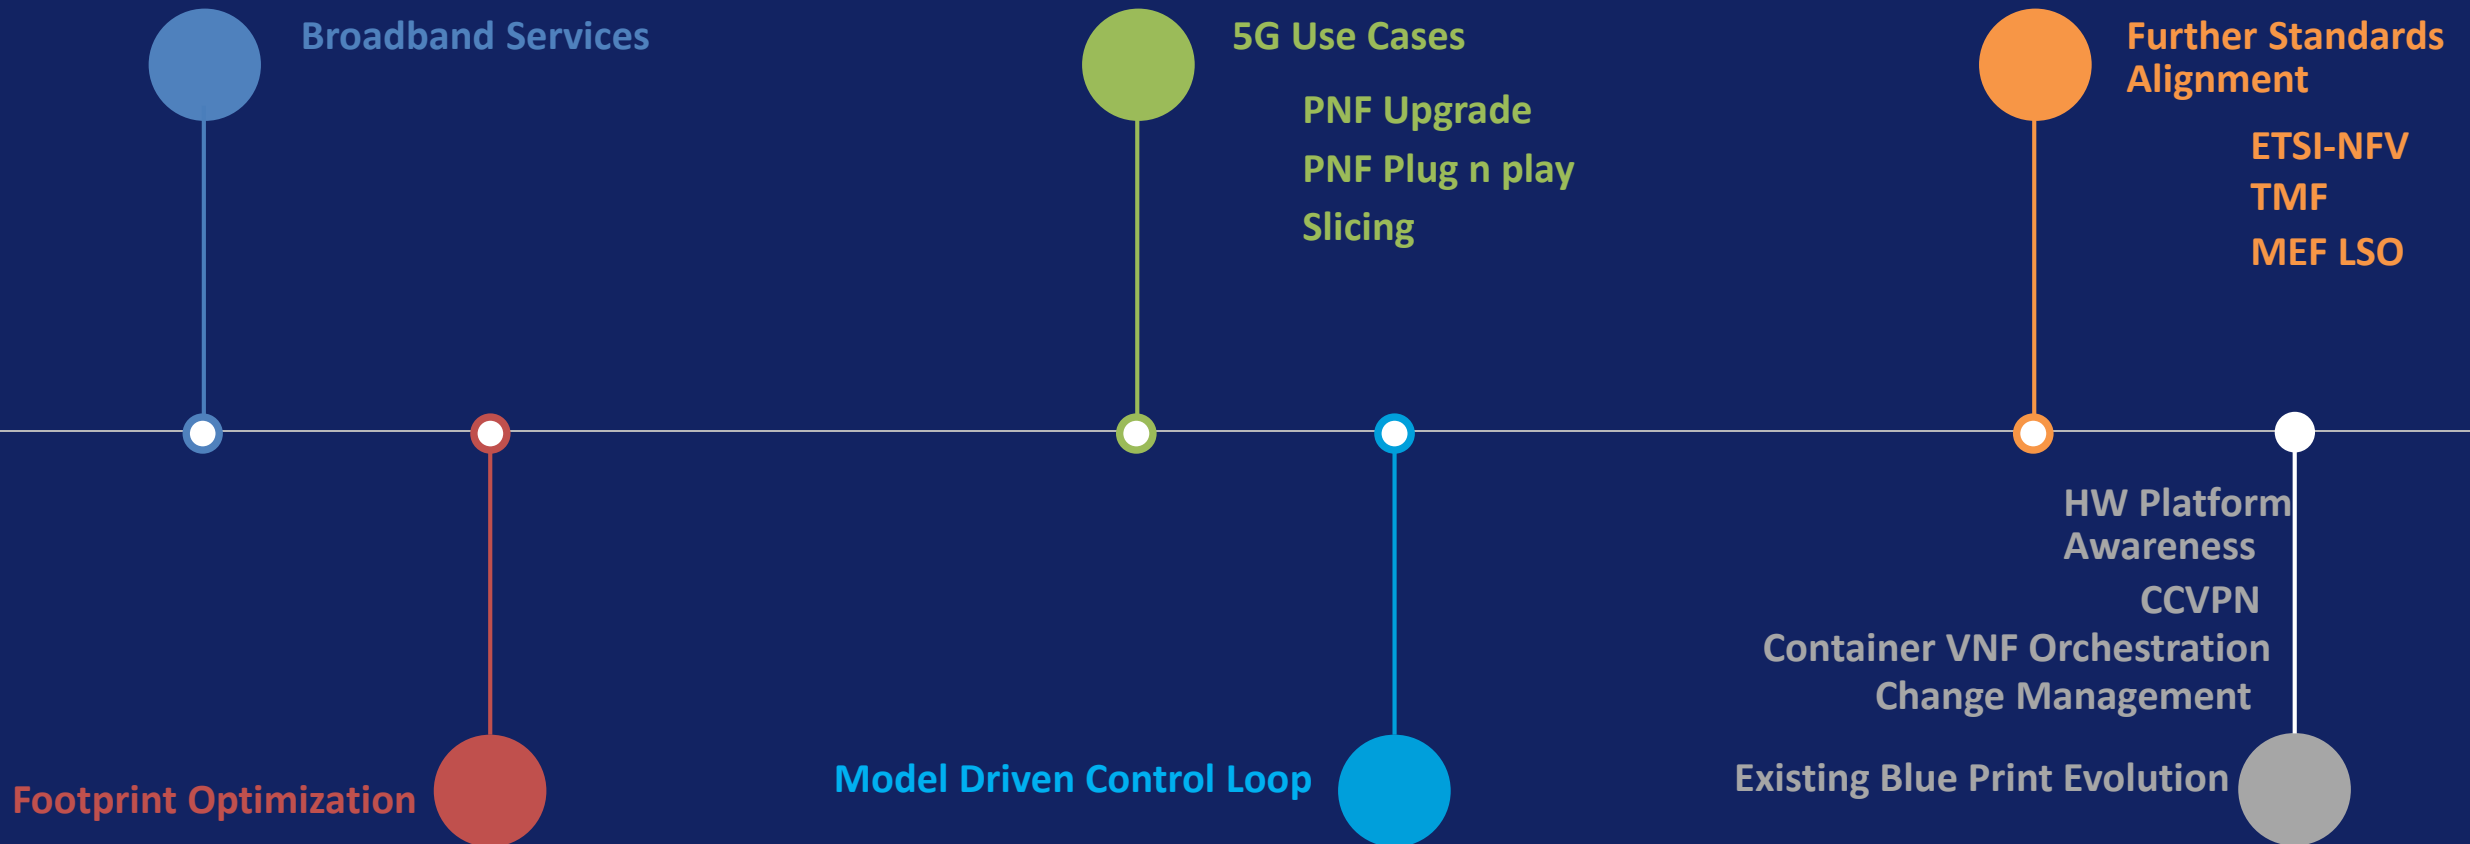 Broadband Services
5G Use Cases
PNF Upgrade
PNF Plug n play
Slicing
Further Standards
Alignment
ETSI-NFV
TMF
MEF LSO
Footprint Optimization
Model Driven Control Loop
HW Platform
Awareness
CCVPN
Container VNF Orchestration
Change Management
Existing Blue Print Evolution